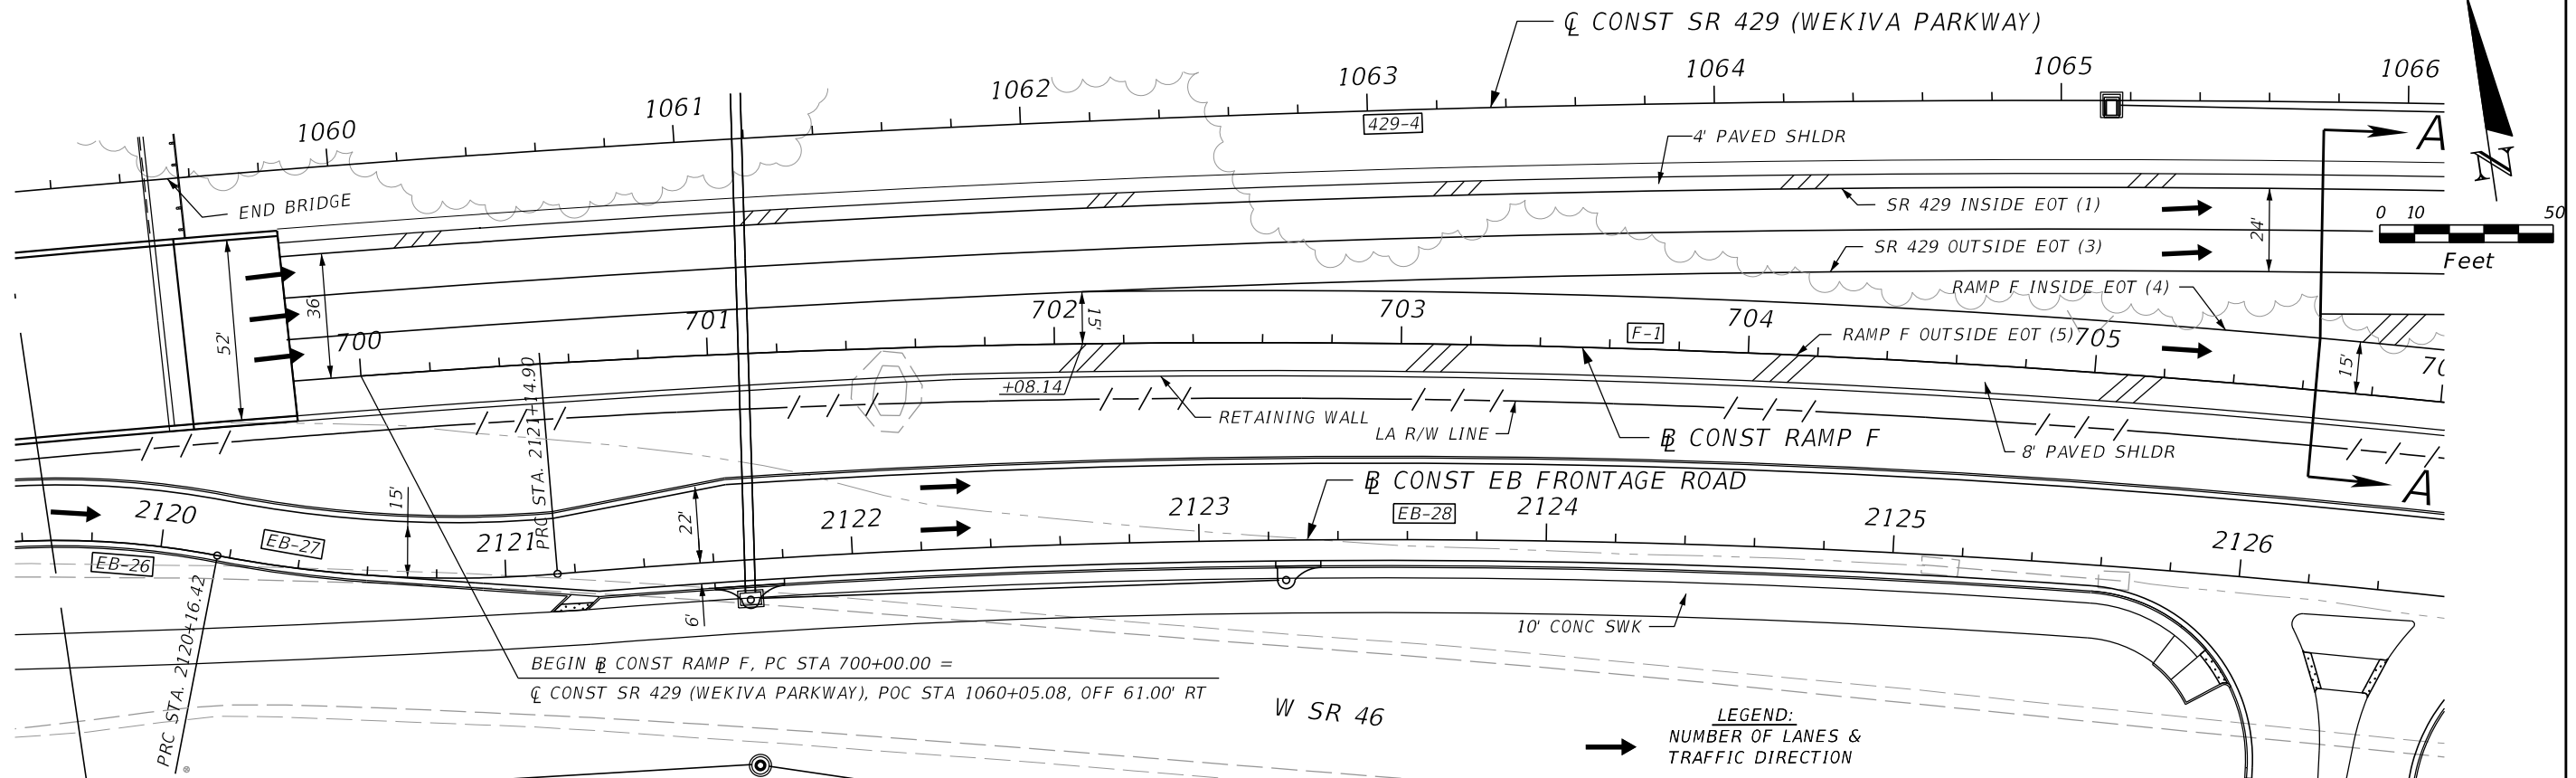 ℄ CONST SR 429 (WEKIVA PARKWAY)
1060
1061
1062
1063
1064
1065
1066
429-4
4' PAVED SHLDR
A
N
END BRIDGE
SR 429 INSIDE EOT (1)
24'
0 10 50
Feet
SR 429 OUTSIDE EOT (3)
RAMP F INSIDE EOT (4)
52'
36'
700
701
702
15'
703
F-1
704
RAMP F OUTSIDE EOT (5)
705
70
15'
+08.14
RETAINING WALL
LA R/W LINE
B̲L CONST RAMP F
8' PAVED SHLDR
A
PRC STA. 2121+14.90
15'
22'
B̲L CONST EB FRONTAGE ROAD
2120
2121
2122
2123
EB-28
2124
2125
2126
EB-27
EB-26
6'
10' CONC SWK
PRC STA. 2120+16.42
BEGIN B̲L CONST RAMP F, PC STA 700+00.00 =
℄ CONST SR 429 (WEKIVA PARKWAY), POC STA 1060+05.08, OFF 61.00' RT
W SR 46
LEGEND:
NUMBER OF LANES &
TRAFFIC DIRECTION